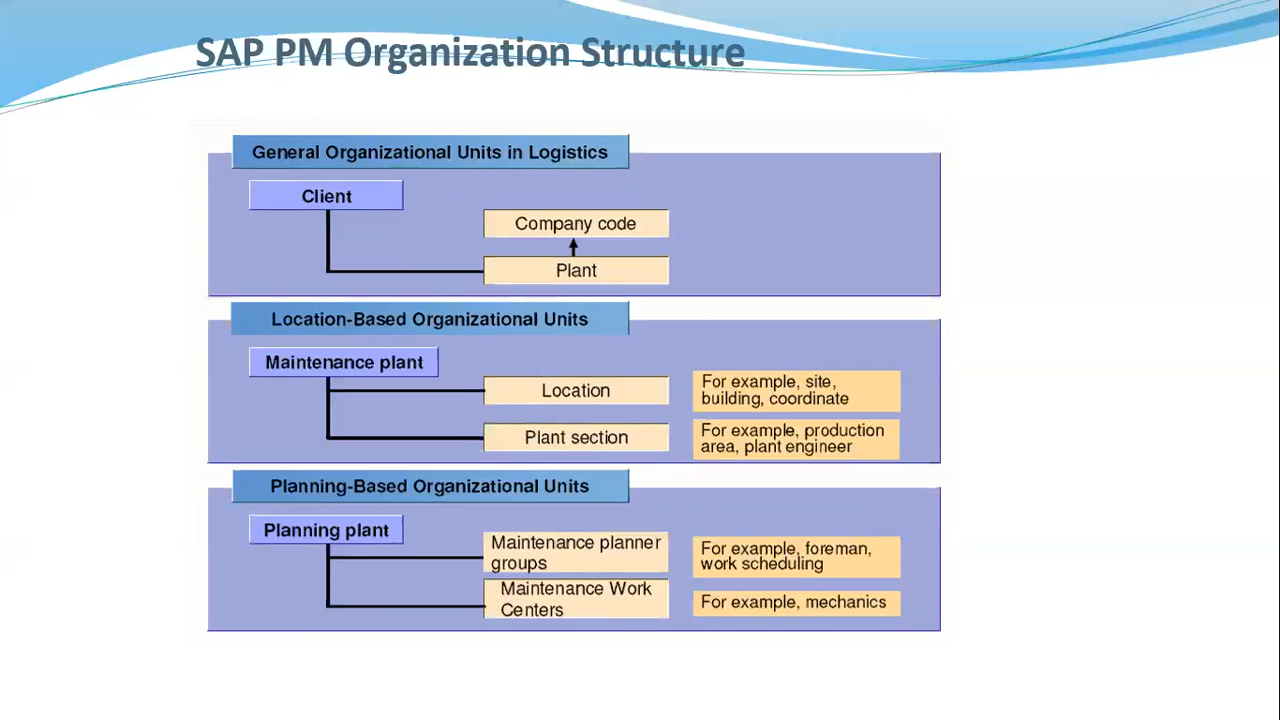 SAP PM Organization Structure
General Organizational Units in Logistics
Client
Company code
Plant
Location-Based Organizational Units
Maintenance plant
Location
For example, site,
building, coordinate
Plant section
For example, production
area, plant engineer
Planning-Based Organizational Units
Planning plant
Maintenance planner
groups
For example, foreman,
work scheduling
Maintenance Work
Centers
For example, mechanics